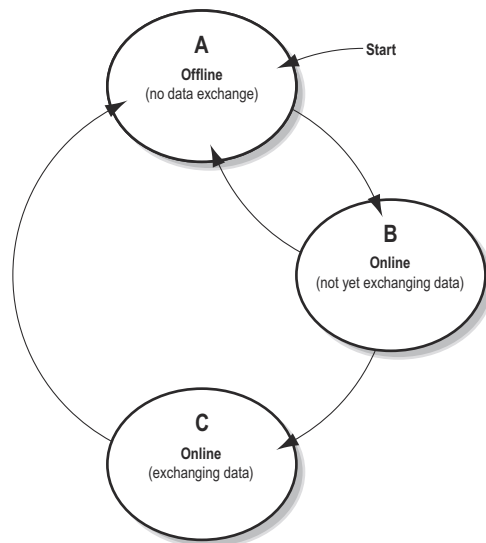 A
Offline
(no data exchange)
Start
B
Online
(not yet exchanging data)
C
Online
(exchanging data)